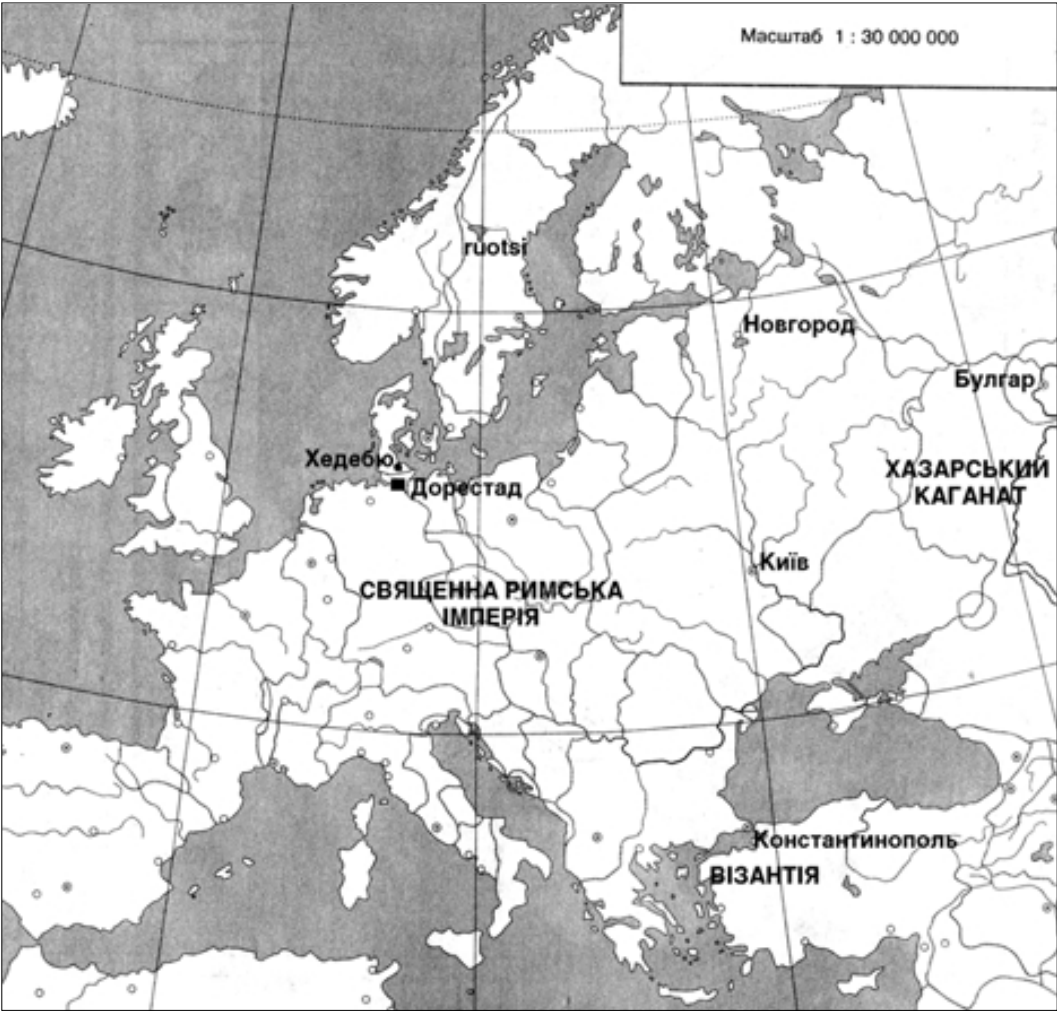 Масштаб 1 : 30 000 000
ruotsi
Новгород
Булгар
Хедебю
Дорестад
ХАЗАРСЬКИЙ
КАГАНАТ
Київ
СВЯЩЕННА РИМСЬКА
ІМПЕРІЯ
Константинополь
ВІЗАНТІЯ